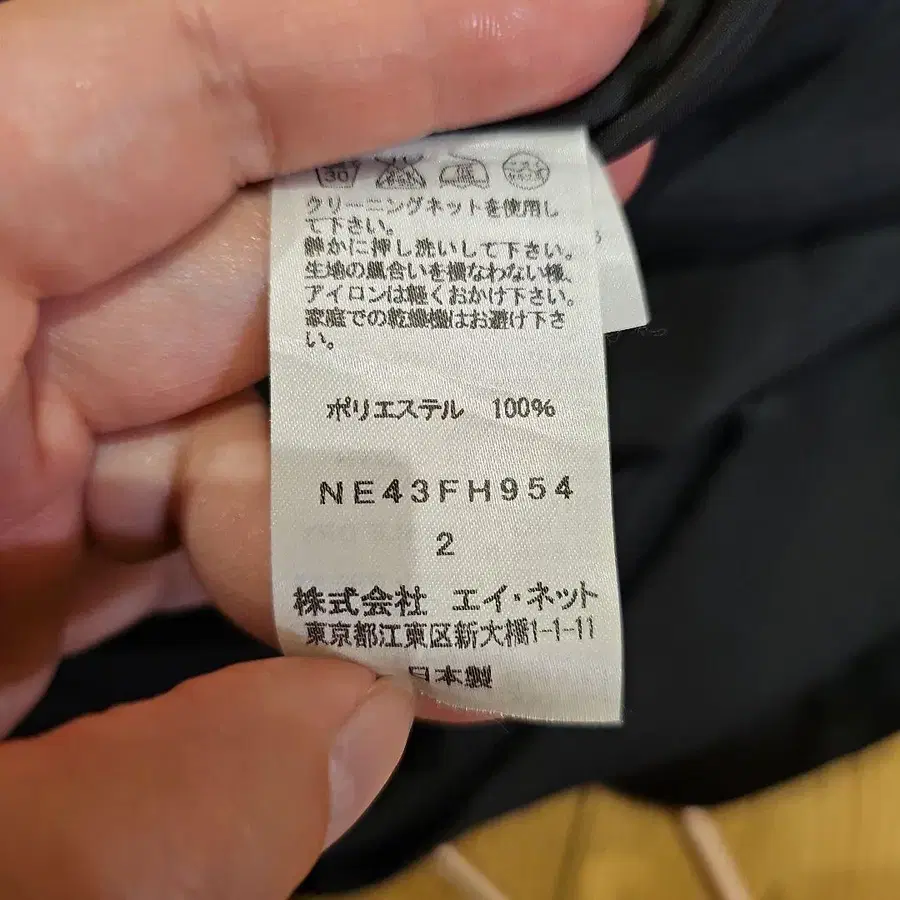 30
クリーニングネットを使用し
て下さい。
静かに押し洗いして下さい。
生地の風合いを損なわない様、
アイロンは軽くおかけ下さい。
家庭での乾燥機はお避け下さ
い。
ポリエステル 100%
NE43FH954
2
株式会社 エイ・ネット
東京都江東区新大橋1-1-11
日本製